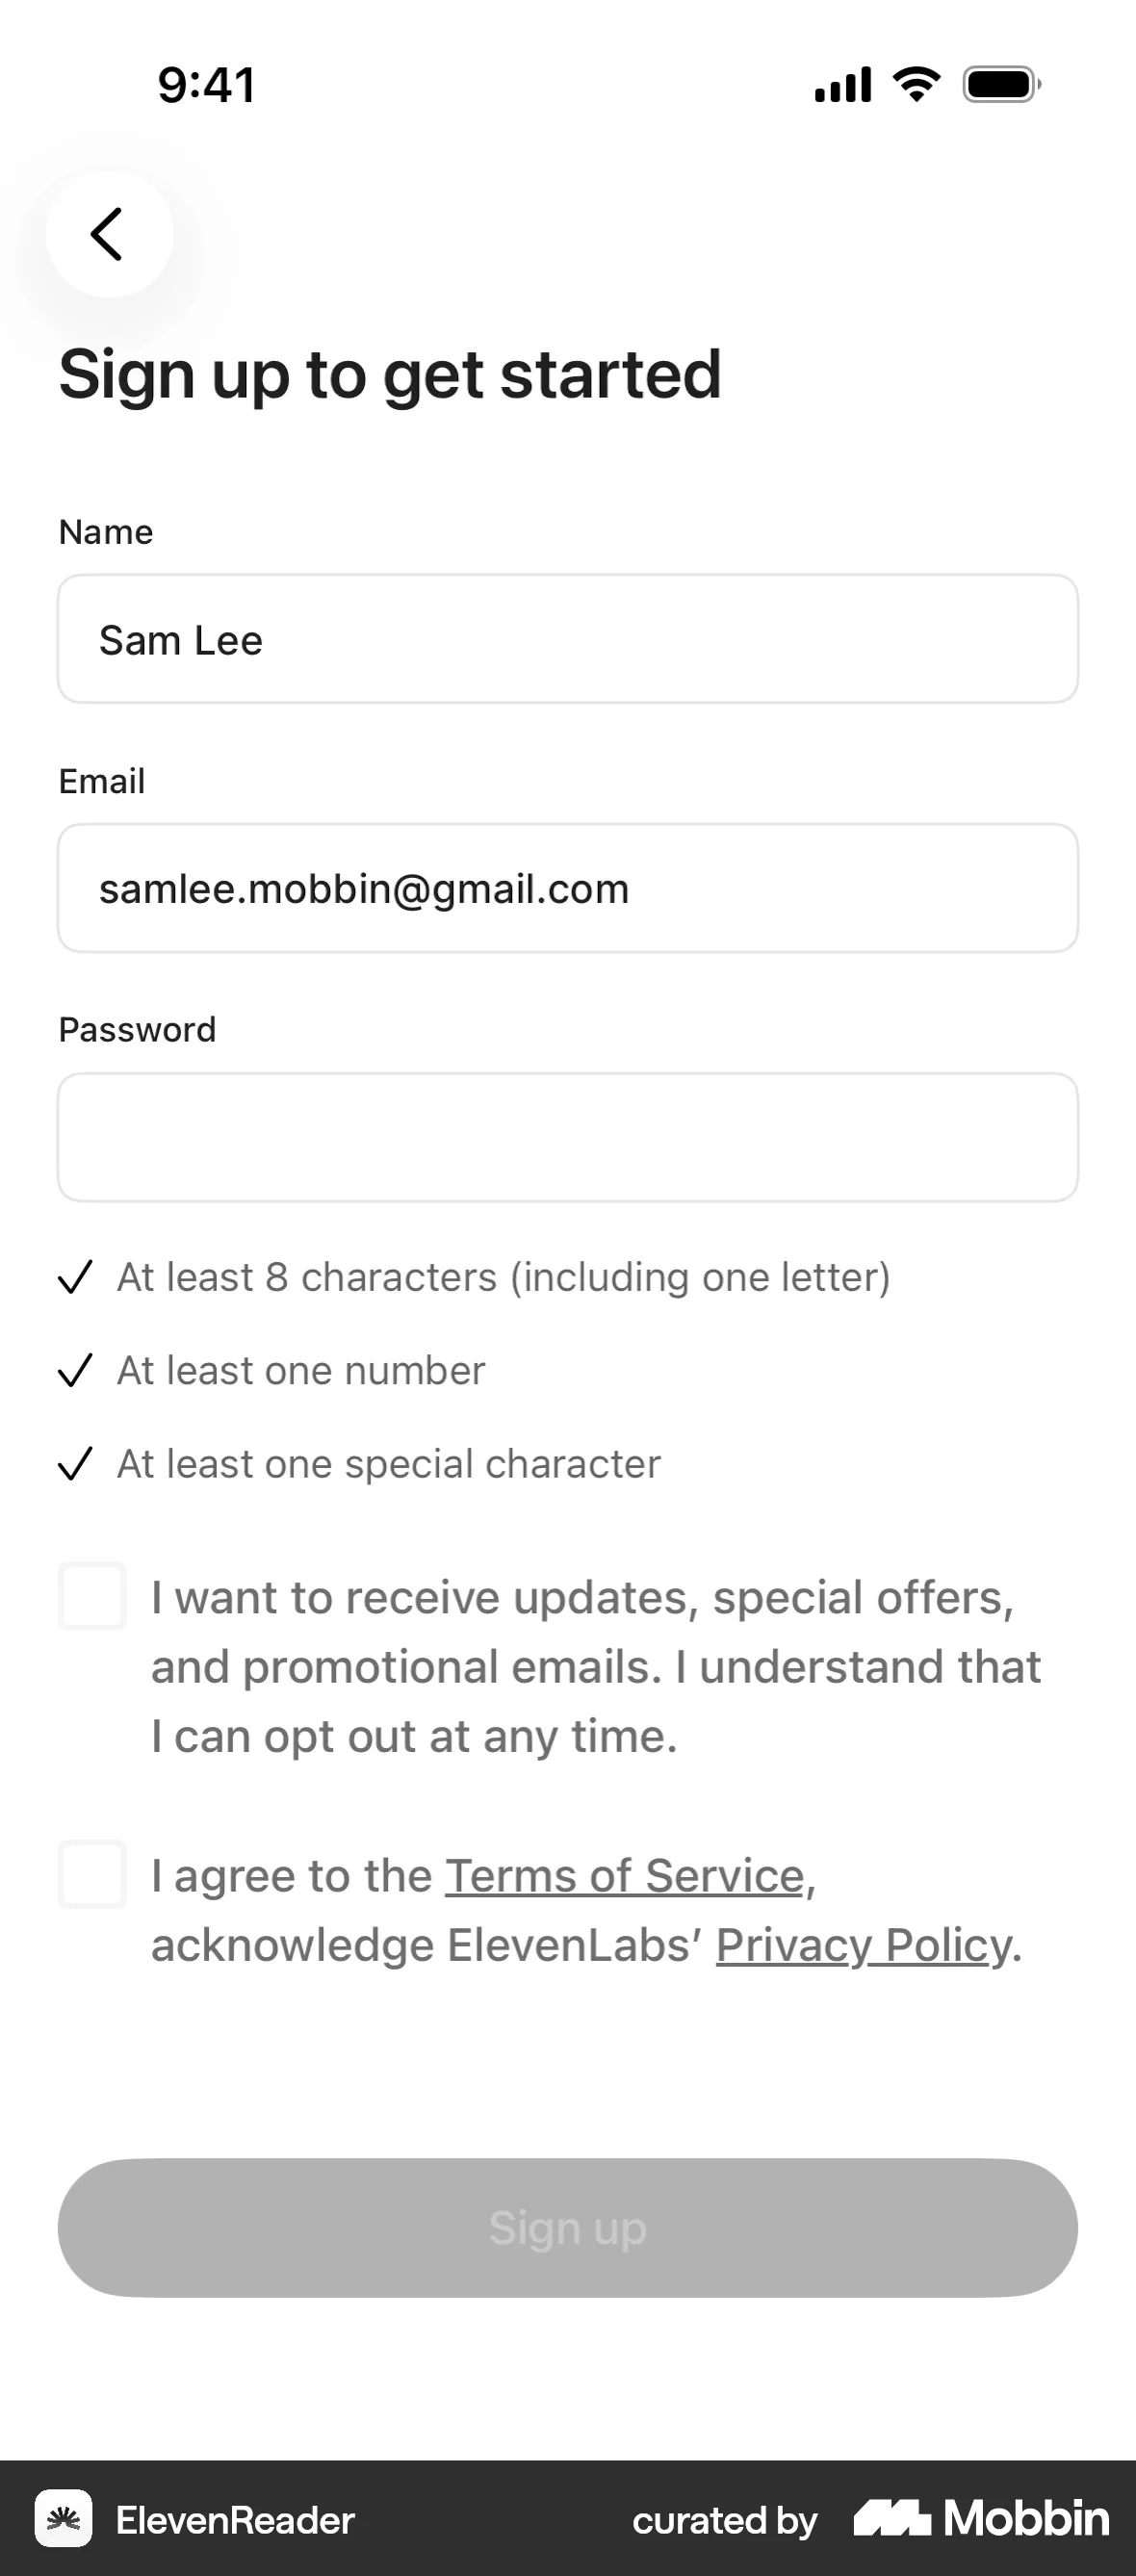 9:41
Sign up to get started
Name
Sam Lee
Email
samlee.mobbin@gmail.com
Password
At least 8 characters (including one letter)
At least one number
At least one special character
I want to receive updates, special offers,
and promotional emails. I understand that
I can opt out at any time.
I agree to the Terms of Service,
acknowledge ElevenLabs’ Privacy Policy.
Sign up
ElevenReader
curated by Mobbin